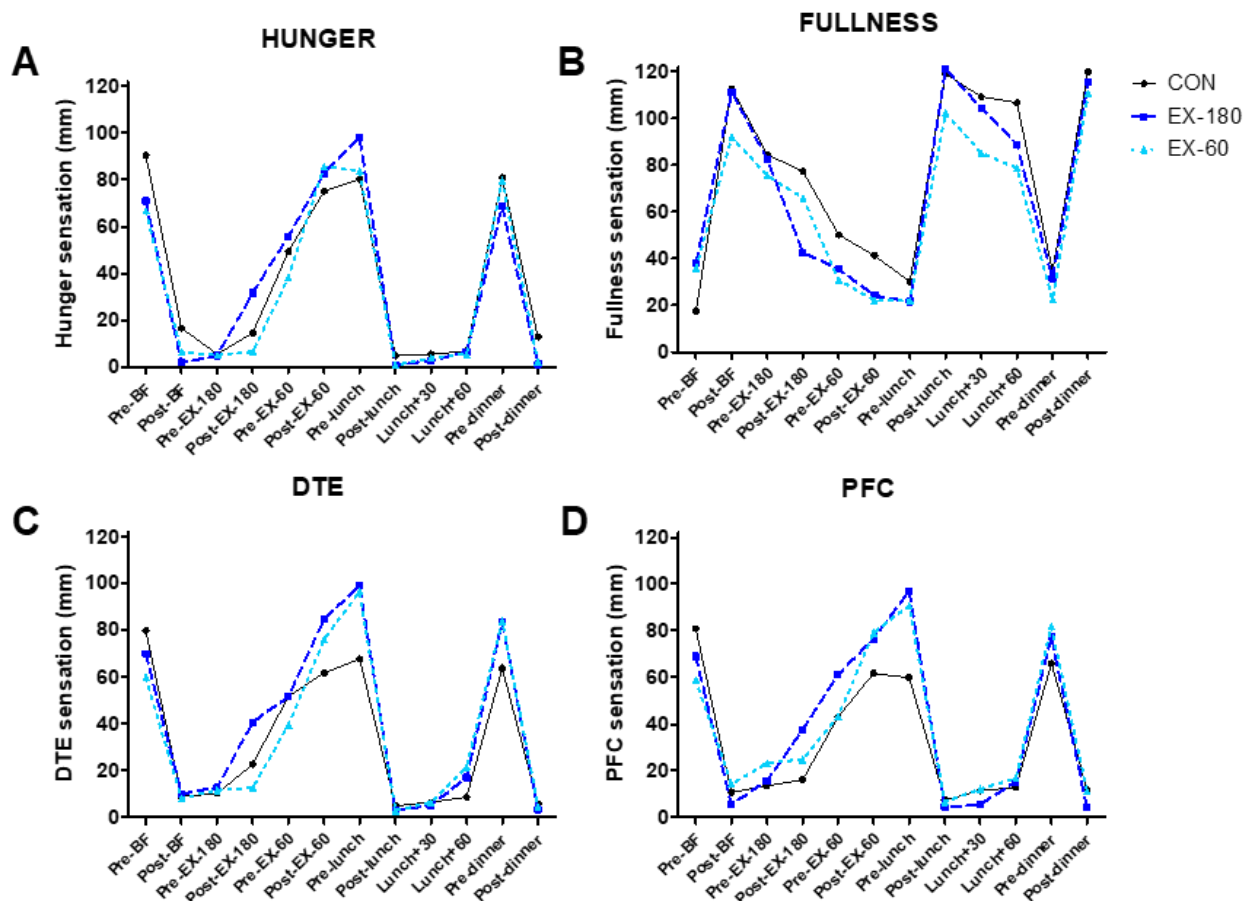 A
HUNGER
Hunger sensation (mm)
120
100
80
60
40
20
0
Pre-BF
Post-BF
Pre-EX-180
Post-EX-180
Pre-EX-60
Post-EX-60
Pre-lunch
Post-lunch
Lunch+30
Lunch+60
Pre-dinner
Post-dinner
B
FULLNESS
Fullness sensation (mm)
120
100
80
60
40
20
0
Pre-BF
Post-BF
Pre-EX-180
Post-EX-180
Pre-EX-60
Post-EX-60
Pre-lunch
Post-lunch
Lunch+30
Lunch+60
Pre-dinner
Post-dinner
CON
EX-180
EX-60
C
DTE
DTE sensation (mm)
120
100
80
60
40
20
0
Pre-BF
Post-BF
Pre-EX-180
Post-EX-180
Pre-EX-60
Post-EX-60
Pre-lunch
Post-lunch
Lunch+30
Lunch+60
Pre-dinner
Post-dinner
D
PFC
PFC sensation (mm)
120
100
80
60
40
20
0
Pre-BF
Post-BF
Pre-EX-180
Post-EX-180
Pre-EX-60
Post-EX-60
Pre-lunch
Post-lunch
Lunch+30
Lunch+60
Pre-dinner
Post-dinner